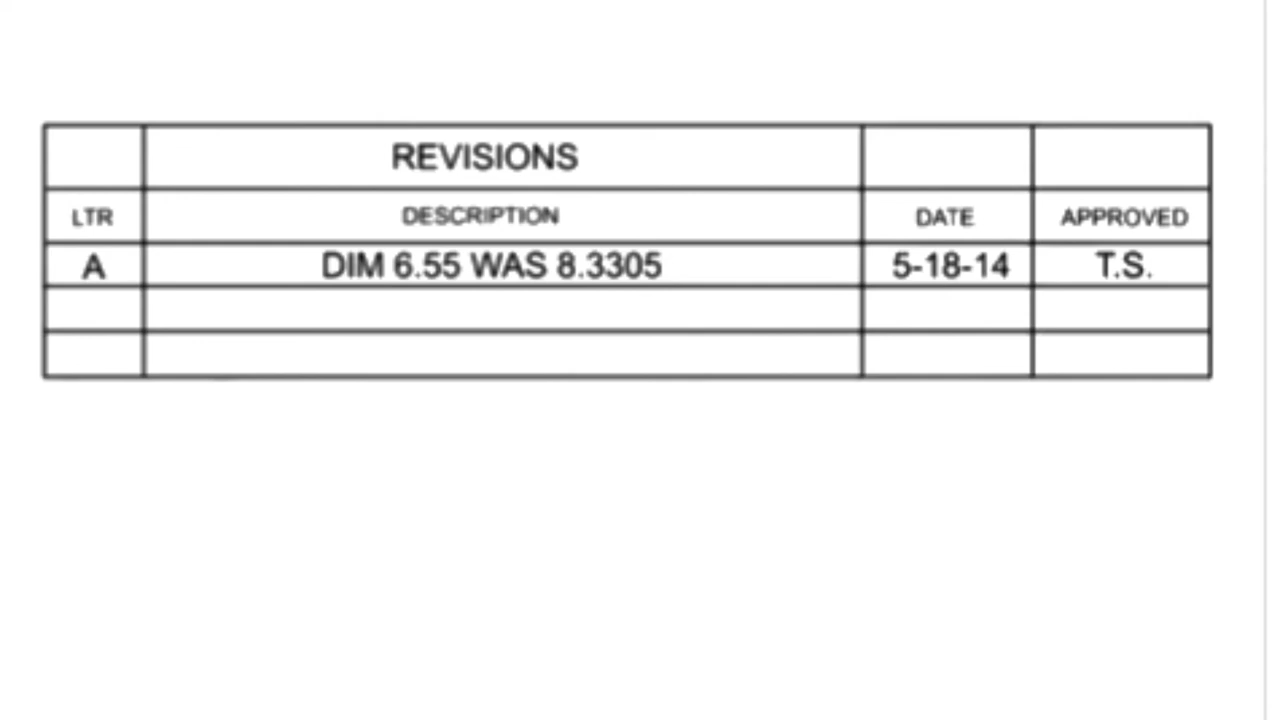 REVISIONS
LTR DESCRIPTION DATE APPROVED
A DIM 6.55 WAS 8.3305 5-18-14 T.S.